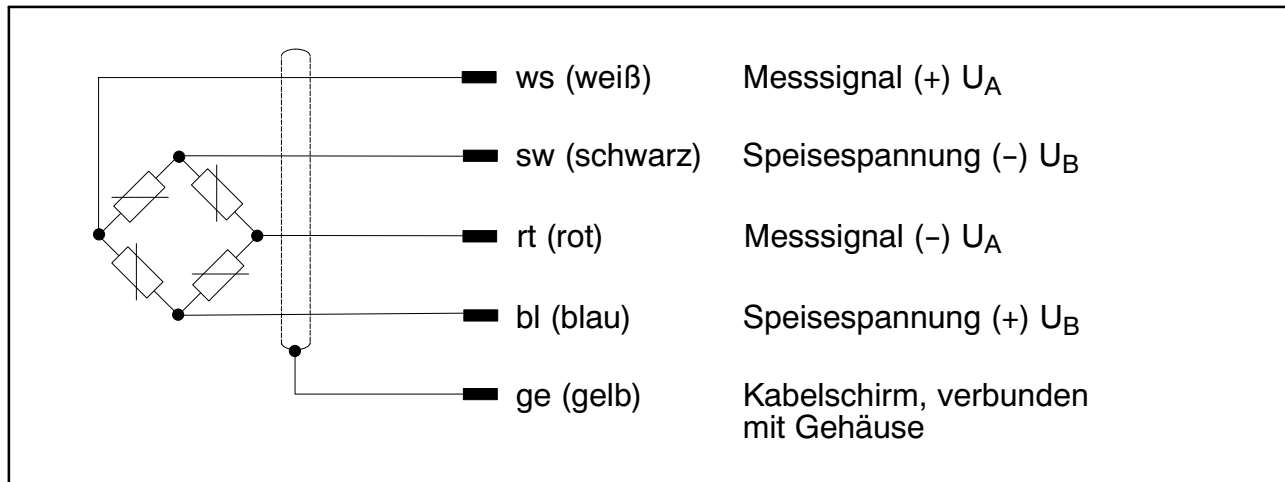 ws (weiß) Messsignal (+) U_A
sw (schwarz) Speisespannung (–) U_B
rt (rot) Messsignal (–) U_A
bl (blau) Speisespannung (+) U_B
ge (gelb) Kabelschirm, verbunden
mit Gehäuse